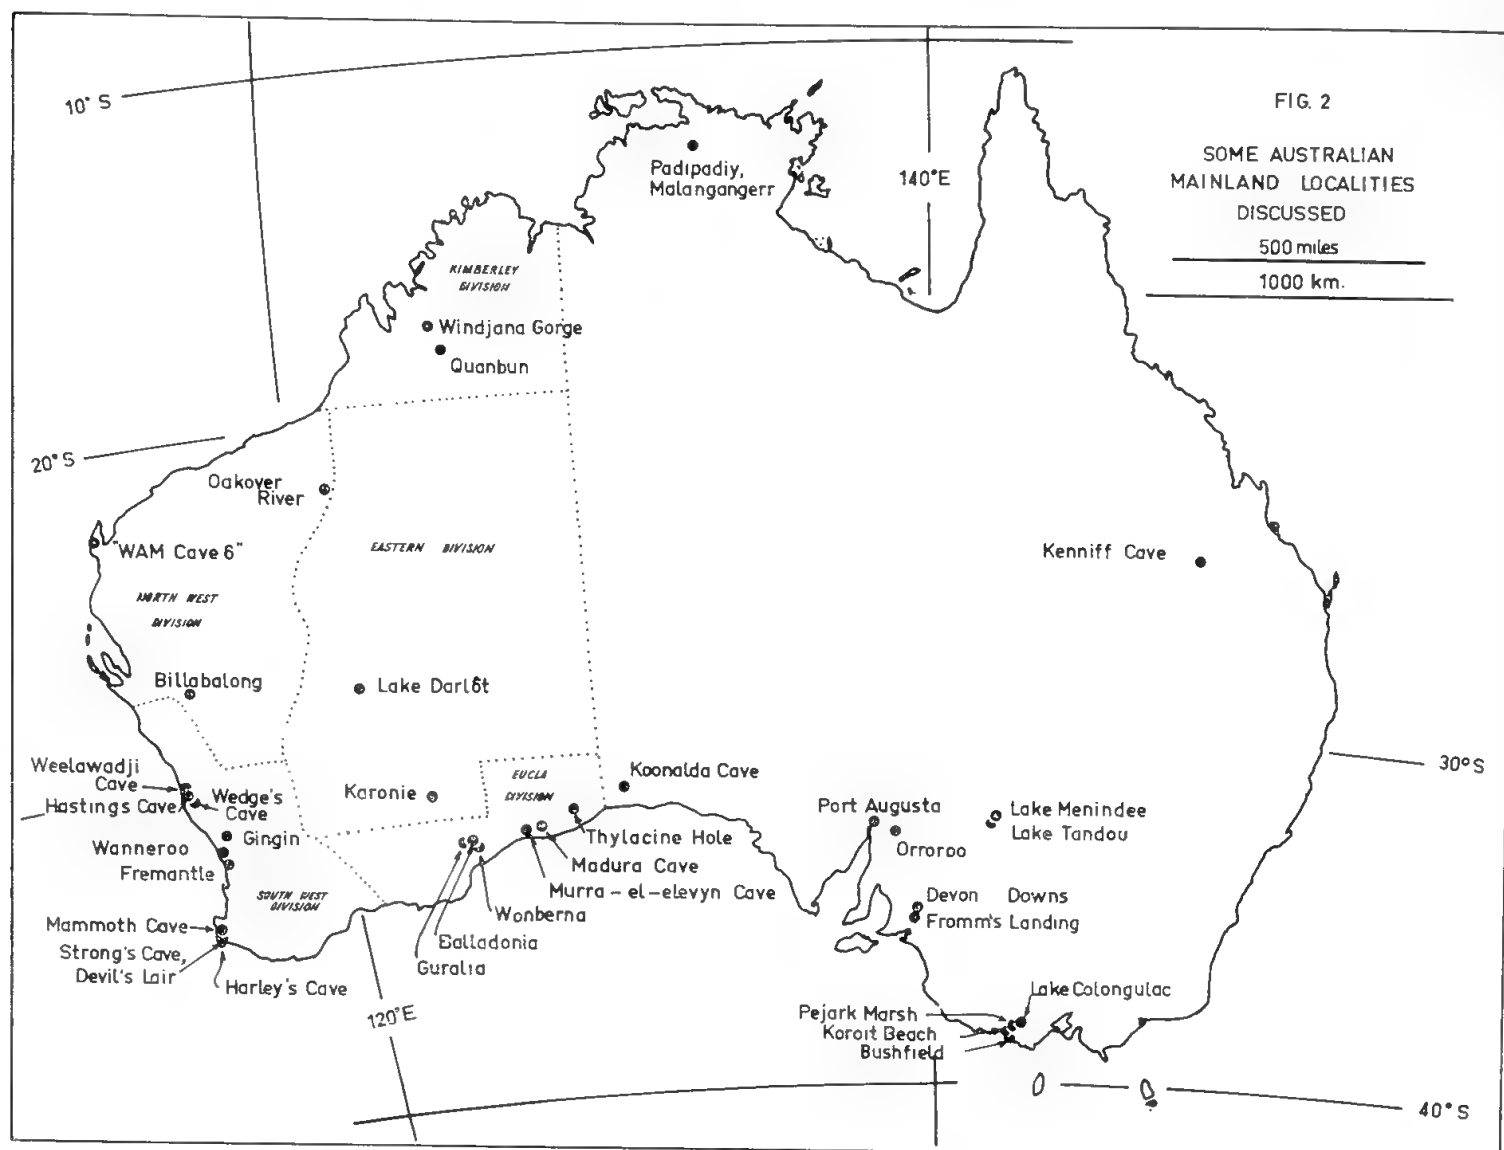 FIG. 2
SOME AUSTRALIAN
MAINLAND LOCALITIES
DISCUSSED
500 miles
1000 km.
10° S
140°E
Padipadiy,
Malangangerr
KIMBERLEY
DIVISION
Windjana Gorge
Quanbun
20° S
Oakover
River
"WAM Cave 6"
EASTERN DIVISION
Kenniff Cave
NORTH WEST
DIVISION
Billabalong
Lake Darlôt
Weelawadji
Cave
Hastings Cave
Wedge's
Cave
Karonie
EUCLA
DIVISION
Koonalda Cave
30°S
Gingin
Wanneroo
Fremantle
Thylacine Hole
Madura Cave
Murra-el-elevyn Cave
Port Augusta
Orroroo
Lake Menindee
Lake Tandou
SOUTH WEST
DIVISION
Wonberna
Balladonia
Guralia
Devon Downs
Fromm's Landing
Mammoth Cave
Strong's Cave,
Devil's Lair
Harley's Cave
120°E
Lake Colongulac
Pejark Marsh
Koroit Beach
Bushfield
40° S